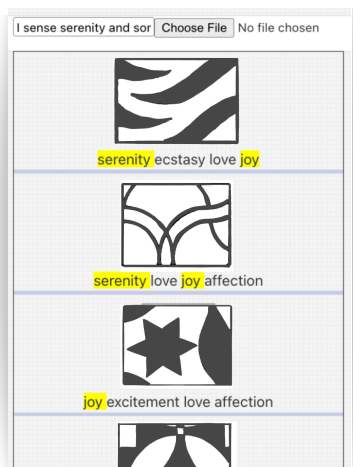 I sense serenity and sor Choose File No file chosen
serenity ecstasy love joy
serenity love joy affection
joy excitement love affection